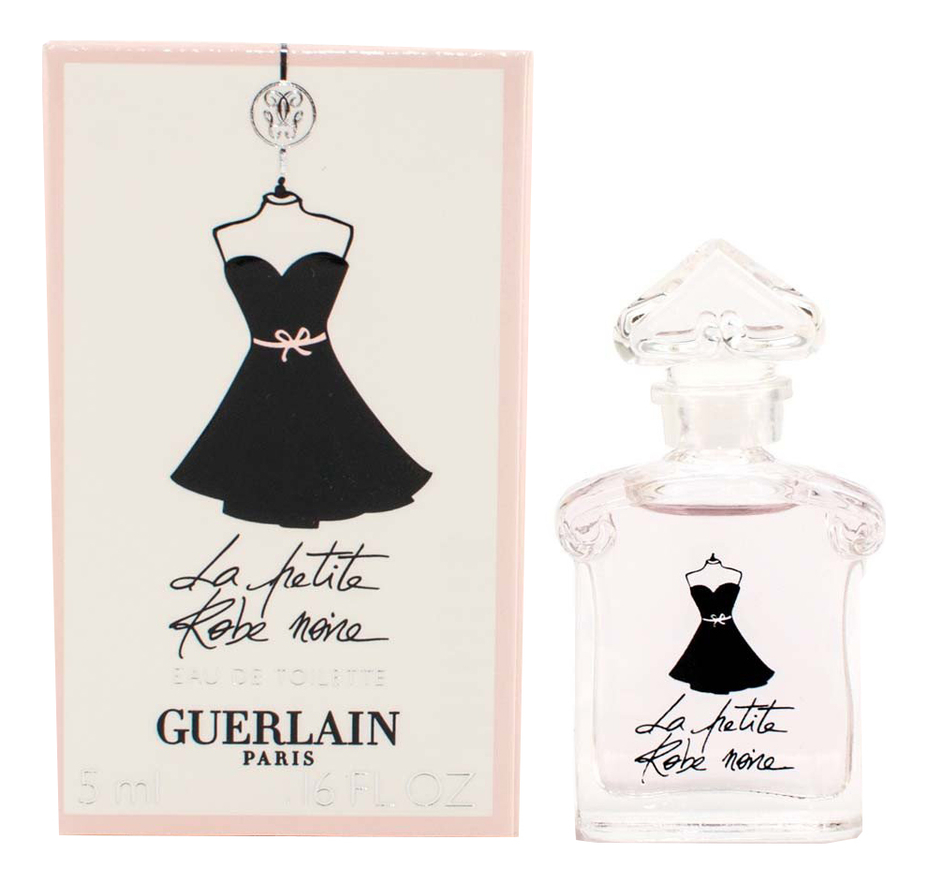 La petite
Robe noire
EAU DE TOILETTE
GUERLAIN
PARIS
5 ml .16 FL. OZ
La petite
Robe noire